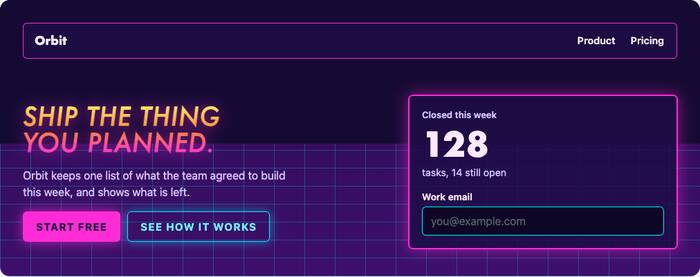 Orbit
Product Pricing
SHIP THE THING
YOU PLANNED.
Orbit keeps one list of what the team agreed to build
this week, and shows what is left.
START FREE
SEE HOW IT WORKS
Closed this week
128
tasks, 14 still open
Work email
you@example.com